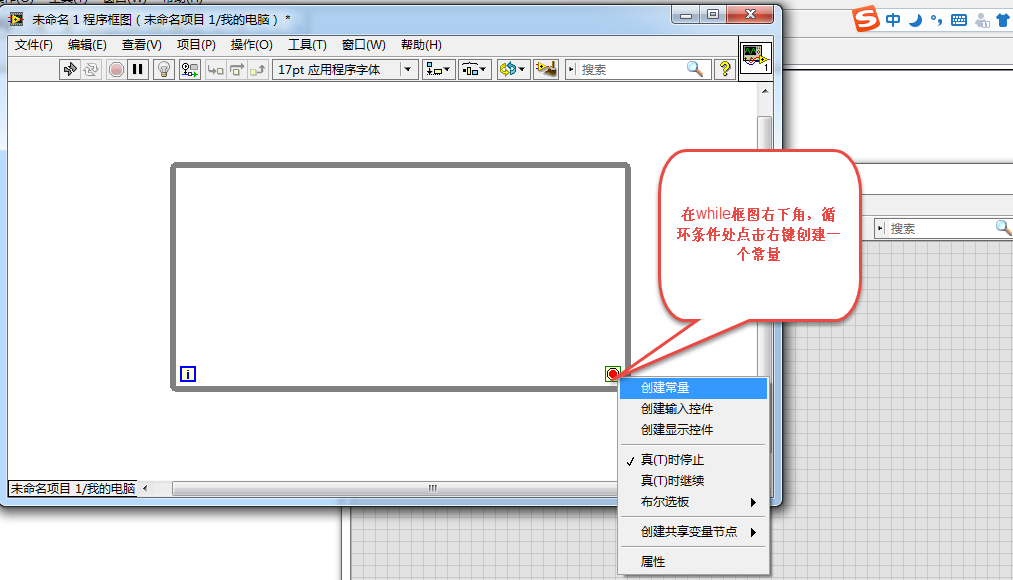 未命名 1 程序框图（未命名项目 1/我的电脑） *
文件(F) 编辑(E) 查看(V) 项目(P) 操作(O) 工具(T) 窗口(W) 帮助(H)
17pt 应用程序字体
搜索
?
1
中
在while框图右下角，循
环条件处点击右键创建一
个常量
搜索
i
创建常量
创建输入控件
创建显示控件
真(T)时停止
真(T)时继续
布尔选板
创建共享变量节点
属性
未命名项目 1/我的电脑